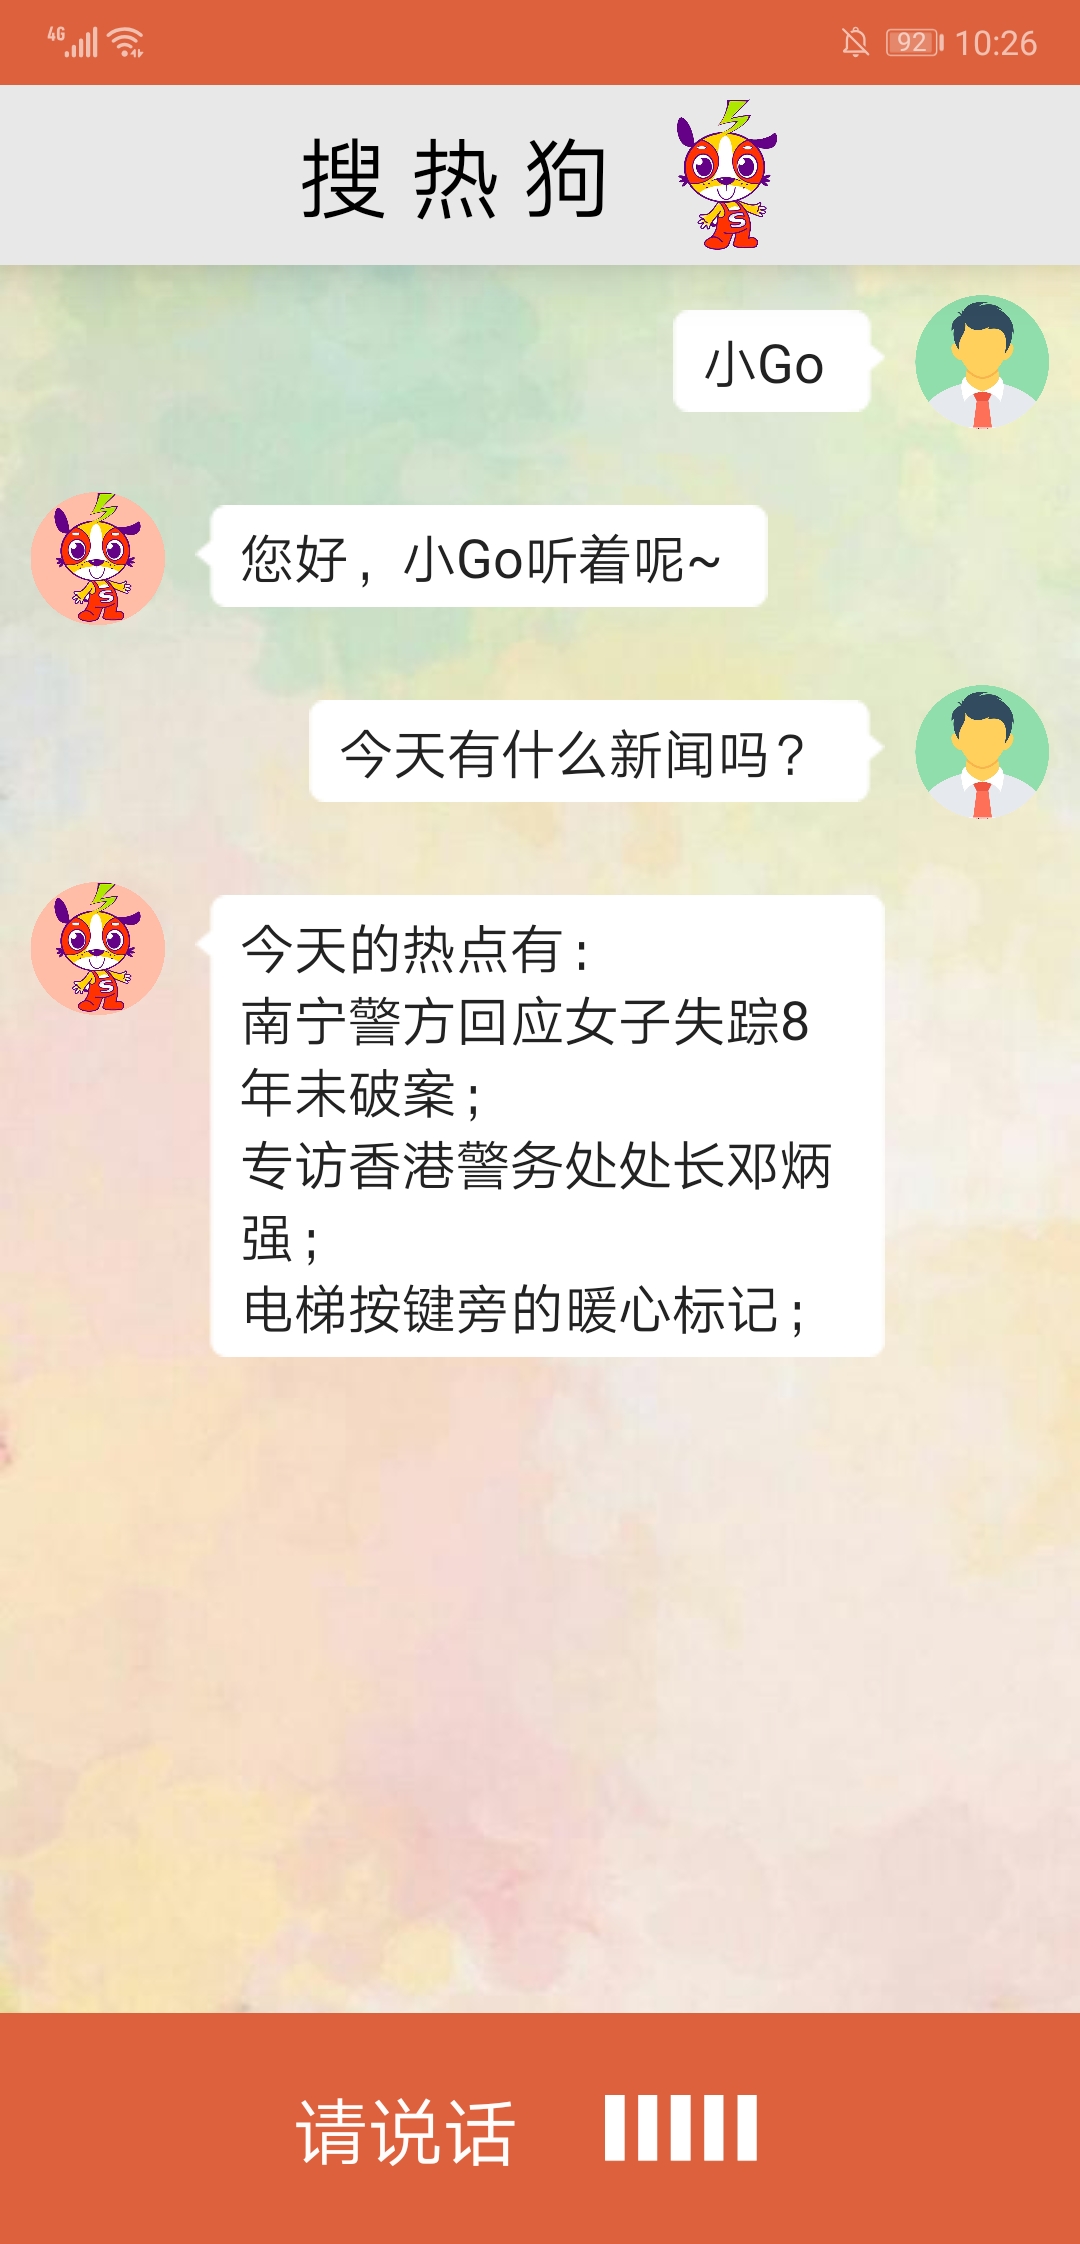 4G
92
10:26
搜热狗
小Go
您好，小Go听着呢~
今天有什么新闻吗？
今天的热点有：
南宁警方回应女子失踪8
年未破案；
专访香港警务处处长邓炳
强；
电梯按键旁的暖心标记；
请说话